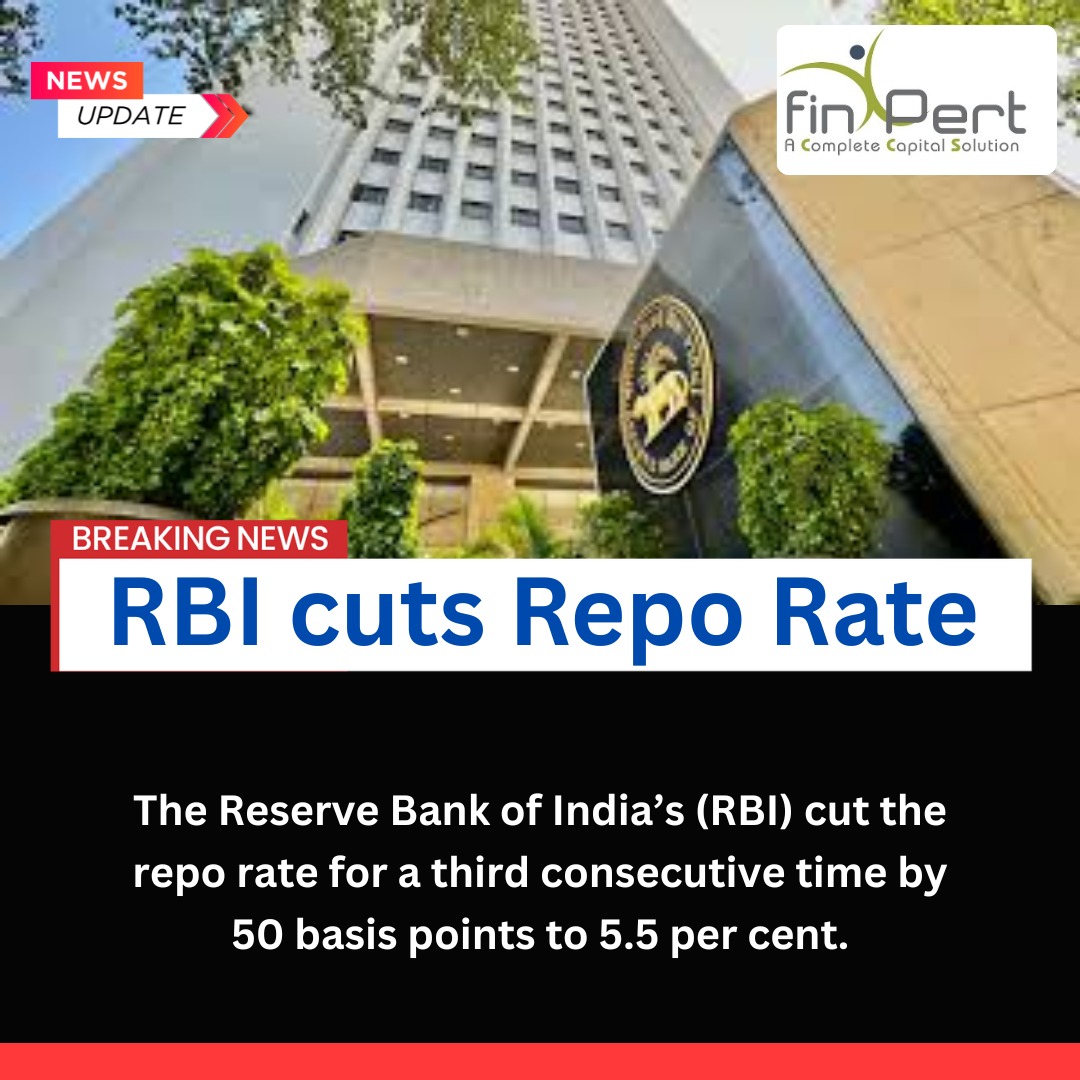 NEWS
UPDATE
finXpert
A Complete Capital Solution
BREAKING NEWS
RBI cuts Repo Rate
The Reserve Bank of India’s (RBI) cut the
repo rate for a third consecutive time by
50 basis points to 5.5 per cent.